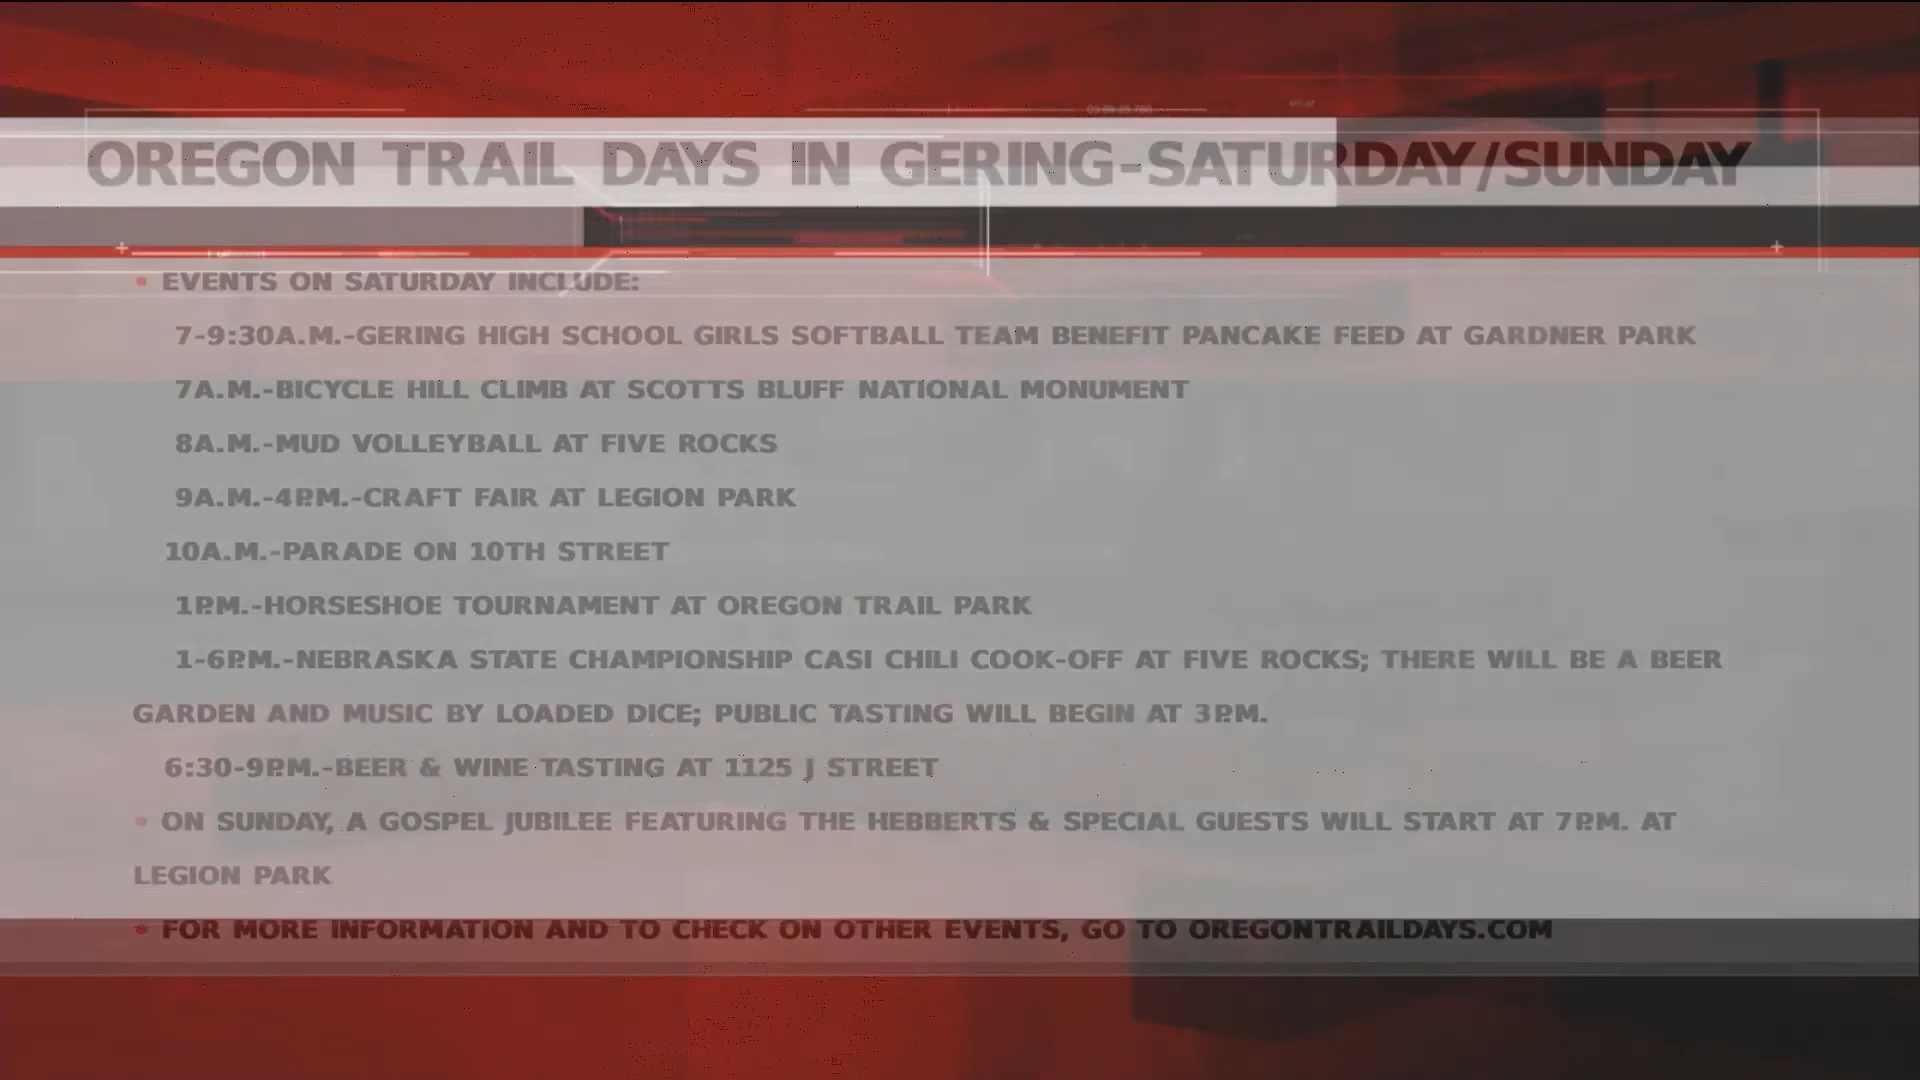 OREGON TRAIL DAYS IN GERING-SATURDAY/SUNDAY
• EVENTS ON SATURDAY INCLUDE:
7-9:30A.M.-GERING HIGH SCHOOL GIRLS SOFTBALL TEAM BENEFIT PANCAKE FEED AT GARDNER PARK
7A.M.-BICYCLE HILL CLIMB AT SCOTTS BLUFF NATIONAL MONUMENT
8A.M.-MUD VOLLEYBALL AT FIVE ROCKS
9A.M.-4P.M.-CRAFT FAIR AT LEGION PARK
10A.M.-PARADE ON 10TH STREET
1P.M.-HORSESHOE TOURNAMENT AT OREGON TRAIL PARK
1-6P.M.-NEBRASKA STATE CHAMPIONSHIP CASI CHILI COOK-OFF AT FIVE ROCKS; THERE WILL BE A BEER
GARDEN AND MUSIC BY LOADED DICE; PUBLIC TASTING WILL BEGIN AT 3P.M.
6:30-9P.M.-BEER & WINE TASTING AT 1125 J STREET
• ON SUNDAY, A GOSPEL JUBILEE FEATURING THE HEBBERTS & SPECIAL GUESTS WILL START AT 7P.M. AT
LEGION PARK
• FOR MORE INFORMATION AND TO CHECK ON OTHER EVENTS, GO TO OREGONTRAILDAYS.COM